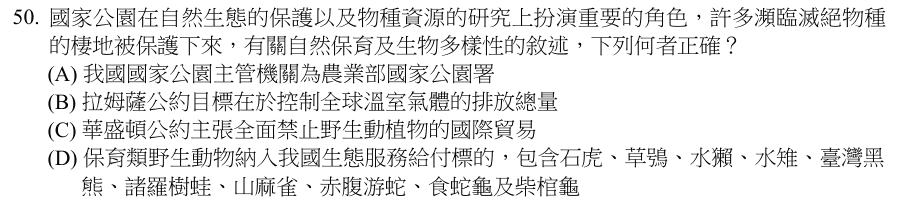 50. 國家公園在自然生態的保護以及物種資源的研究上扮演重要的角色，許多瀕臨滅絕物種
的棲地被保護下來，有關自然保育及生物多樣性的敘述，下列何者正確？
(A) 我國國家公園主管機關為農業部國家公園署
(B) 拉姆薩公約目標在於控制全球溫室氣體的排放總量
(C) 華盛頓公約主張全面禁止野生動植物的國際貿易
(D) 保育類野生動物納入我國生態服務給付標的，包含石虎、草鴞、水獺、水雉、臺灣黑
熊、諸羅樹蛙、山麻雀、赤腹游蛇、食蛇龜及柴棺龜